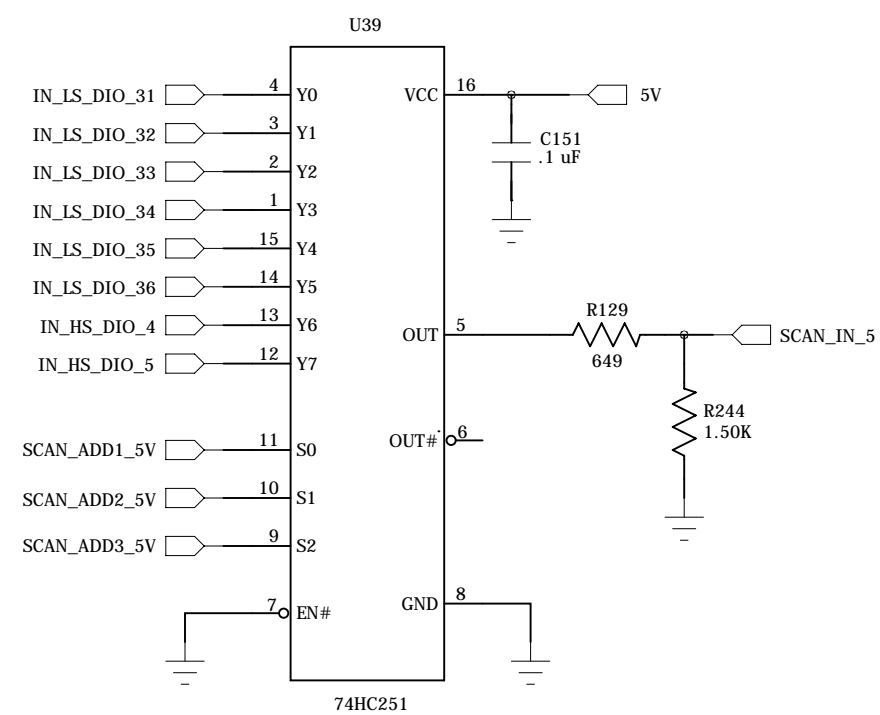 U39
IN_LS_DIO_31 4 Y0 VCC 16 5V
IN_LS_DIO_32 3 Y1
C151
.1 uF
IN_LS_DIO_33 2 Y2
IN_LS_DIO_34 1 Y3
IN_LS_DIO_35 15 Y4
IN_LS_DIO_36 14 Y5
IN_HS_DIO_4 13 Y6
R129
OUT 5 SCAN_IN_5
649
IN_HS_DIO_5 12 Y7
R244
1.50K
OUT# 6
SCAN_ADD1_5V 11 S0
SCAN_ADD2_5V 10 S1
SCAN_ADD3_5V 9 S2
7 EN# GND 8
74HC251